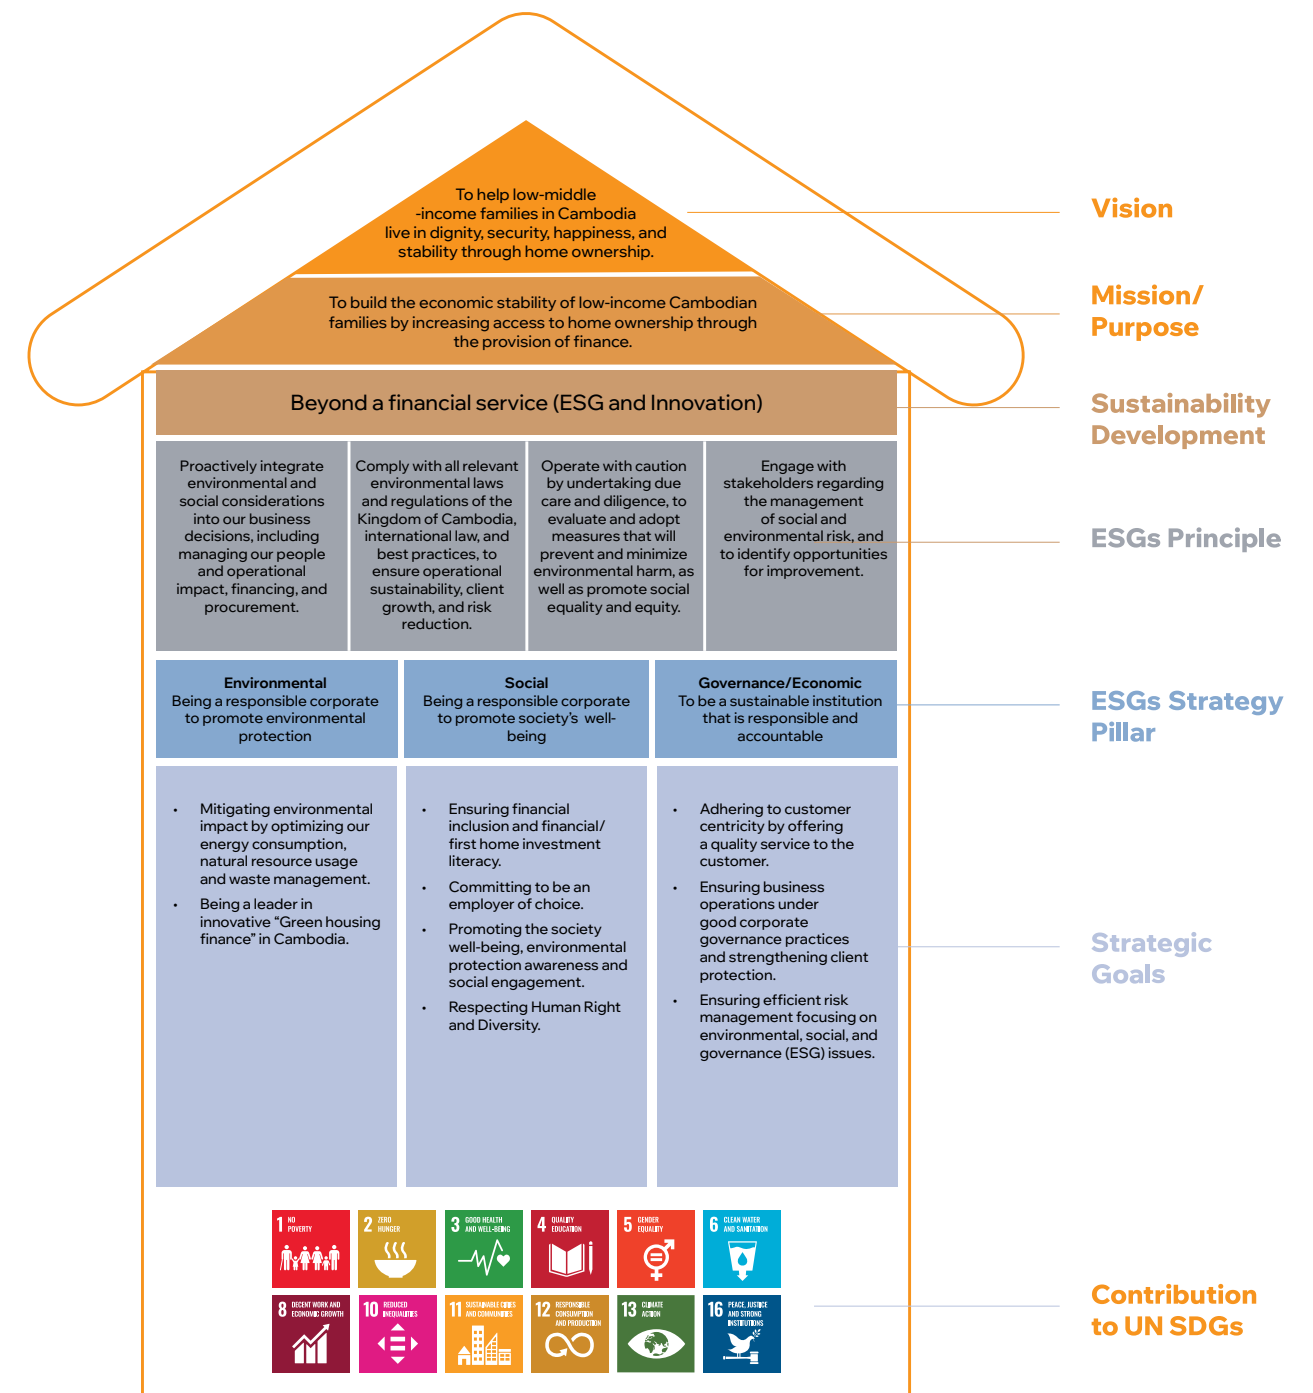 To help low-middle
-income families in Cambodia
live in dignity, security, happiness, and
stability through home ownership.
Vision
To build the economic stability of low-income Cambodian
families by increasing access to home ownership through
the provision of finance.
Mission/
Purpose
Beyond a financial service (ESG and Innovation)
Sustainability
Development
Proactively integrate
environmental and
social considerations
into our business
decisions, including
managing our people
and operational
impact, financing, and
procurement.
Comply with all relevant
environmental laws
and regulations of the
Kingdom of Cambodia,
international law, and
best practices, to
ensure operational
sustainability, client
growth, and risk
reduction.
Operate with caution
by undertaking due
care and diligence, to
evaluate and adopt
measures that will
prevent and minimize
environmental harm, as
well as promote social
equality and equity.
Engage with
stakeholders regarding
the management
of social and
environmental risk, and
to identify opportunities
for improvement.
ESGs Principle
Environmental
Being a responsible corporate
to promote environmental
protection
Social
Being a responsible corporate
to promote society's well-
being
Governance/Economic
To be a sustainable institution
that is responsible and
accountable
ESGs Strategy
Pillar
• Mitigating environmental
impact by optimizing our
energy consumption,
natural resource usage
and waste management.
• Being a leader in
innovative “Green housing
finance” in Cambodia.
• Ensuring financial
inclusion and financial/
first home investment
literacy.
• Committing to be an
employer of choice.
• Promoting the society
well-being, environmental
protection awareness and
social engagement.
• Respecting Human Right
and Diversity.
• Adhering to customer
centricity by offering
a quality service to the
customer.
• Ensuring business
operations under
good corporate
governance practices
and strengthening client
protection.
• Ensuring efficient risk
management focusing on
environmental, social, and
governance (ESG) issues.
Strategic
Goals
1 NO
POVERTY
2 ZERO
HUNGER
3 GOOD HEALTH
AND WELL-BEING
4 QUALITY
EDUCATION
5 GENDER
EQUALITY
6 CLEAN WATER
AND SANITATION
8 DECENT WORK AND
ECONOMIC GROWTH
10 REDUCED
INEQUALITIES
11 SUSTAINABLE CITIES
AND COMMUNITIES
12 RESPONSIBLE
CONSUMPTION
AND PRODUCTION
13 CLIMATE
ACTION
16 PEACE, JUSTICE
AND STRONG
INSTITUTIONS
Contribution
to UN SDGs